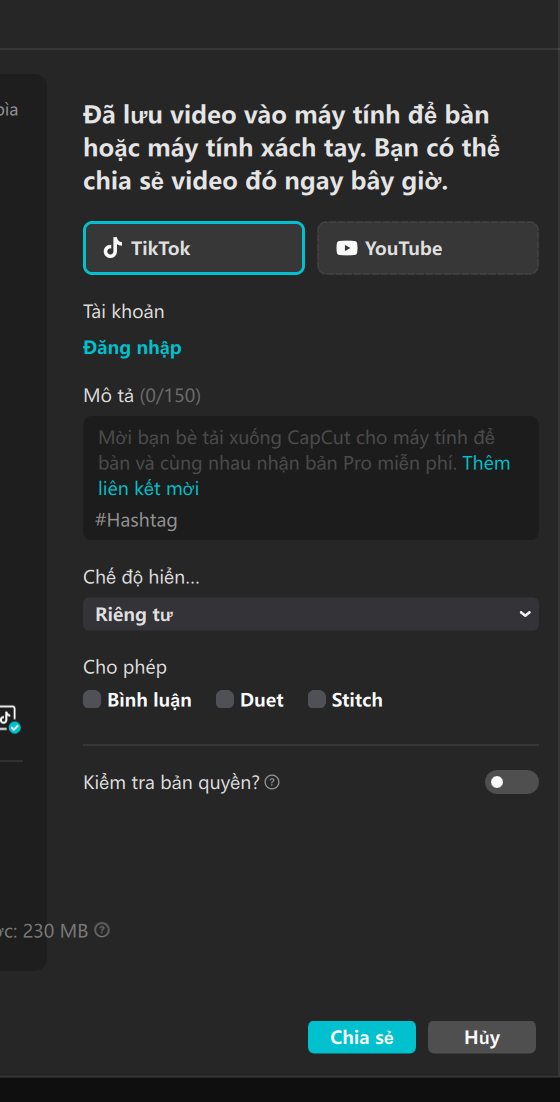 bìa
Đã lưu video vào máy tính để bàn
hoặc máy tính xách tay. Bạn có thể
chia sẻ video đó ngay bây giờ.
TikTok
YouTube
Tài khoản
Đăng nhập
Mô tả (0/150)
Mời bạn bè tải xuống CapCut cho máy tính để
bàn và cùng nhau nhận bản Pro miễn phí. Thêm
liên kết mời
#Hashtag
Chế độ hiển...
Riêng tư
Cho phép
Bình luận
Duet
Stitch
Kiểm tra bản quyền?
230 MB
Chia sẻ
Hủy